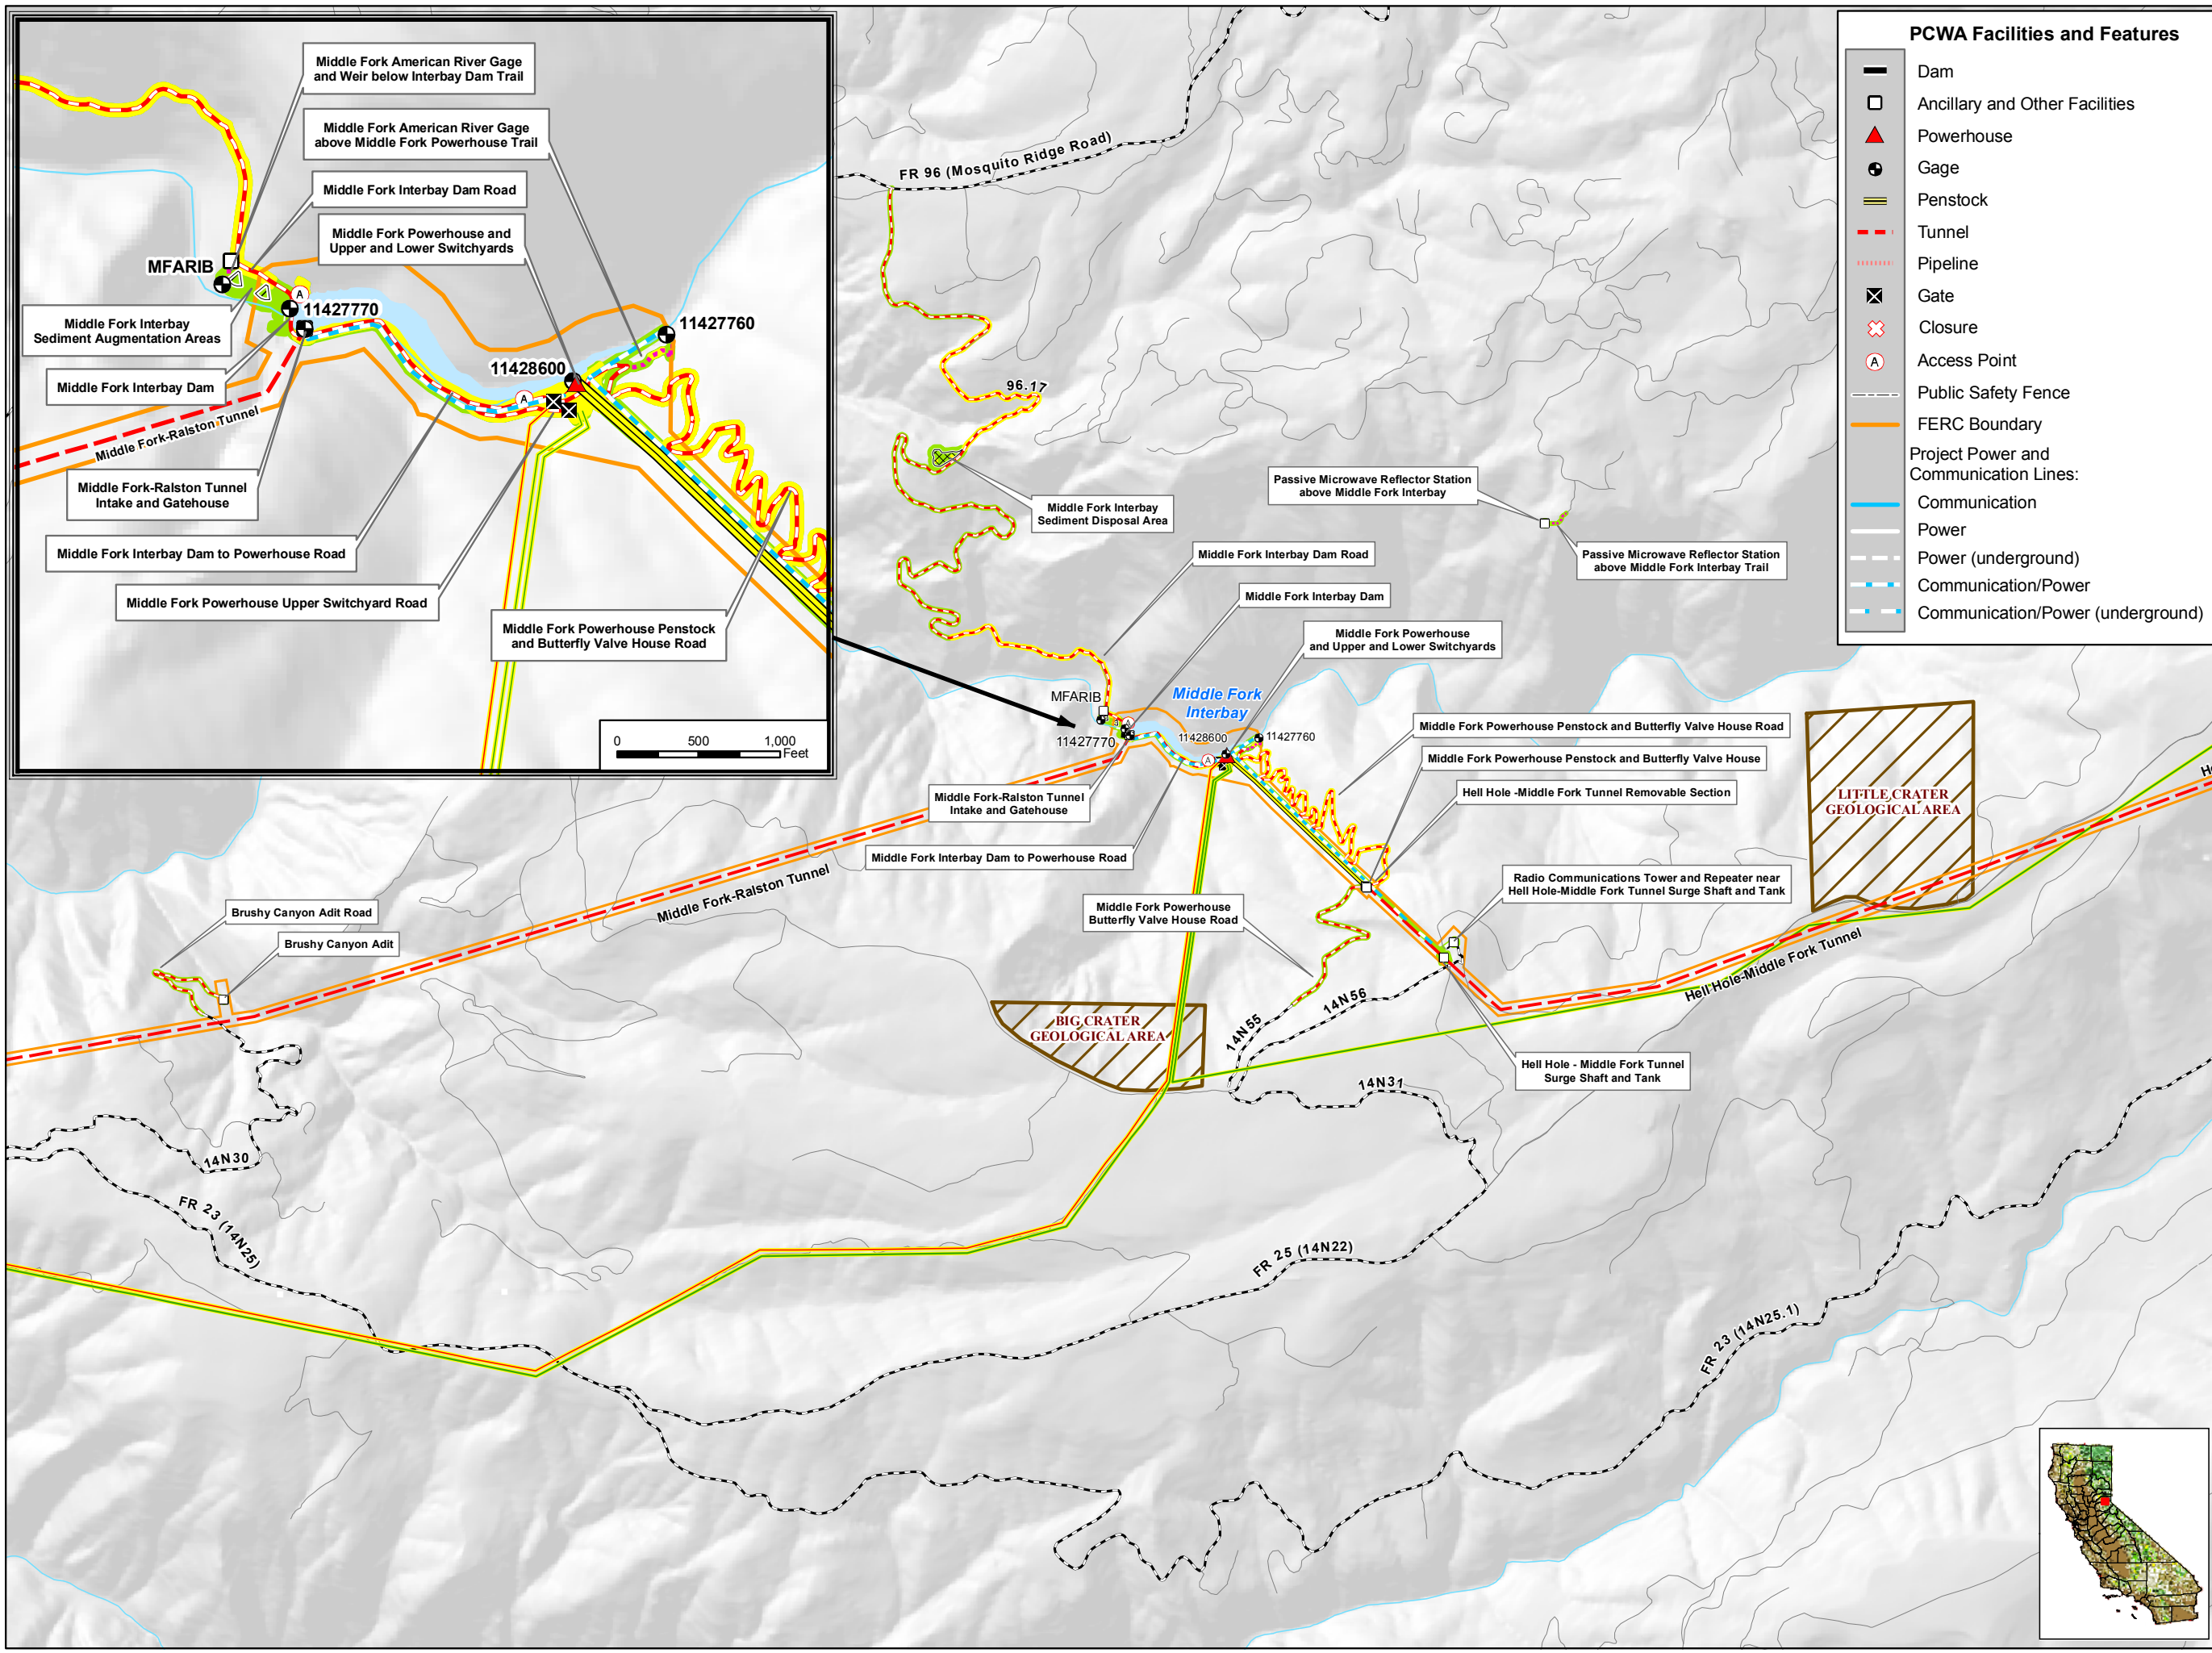 Middle Fork American River Gage
and Weir below Interbay Dam Trail
Middle Fork American River Gage
above Middle Fork Powerhouse Trail
Middle Fork Interbay Dam Road
Middle Fork Powerhouse and
Upper and Lower Switchyards
MFARIB
A
11427770
11427760
11428600
A
Middle Fork Interbay
Sediment Augmentation Areas
Middle Fork Interbay Dam
Middle Fork-Ralston Tunnel
Middle Fork-Ralston Tunnel
Intake and Gatehouse
Middle Fork Interbay Dam to Powerhouse Road
Middle Fork Powerhouse Upper Switchyard Road
Middle Fork Powerhouse Penstock
and Butterfly Valve House Road
0 500 1,000
Feet
PCWA Facilities and Features
Dam
Ancillary and Other Facilities
Powerhouse
Gage
Penstock
Tunnel
Pipeline
Gate
Closure
A Access Point
Public Safety Fence
FERC Boundary
Project Power and
Communication Lines:
Communication
Power
Power (underground)
Communication/Power
Communication/Power (underground)
FR 96 (Mosquito Ridge Road)
96.17
Middle Fork Interbay
Sediment Disposal Area
Passive Microwave Reflector Station
above Middle Fork Interbay
Passive Microwave Reflector Station
above Middle Fork Interbay Trail
Middle Fork Interbay Dam Road
Middle Fork Interbay Dam
Middle Fork Powerhouse
and Upper and Lower Switchyards
MFARIB
Middle Fork
Interbay
A
11427770
11428600
11427760
A
Middle Fork Powerhouse Penstock and Butterfly Valve House Road
Middle Fork Powerhouse Penstock and Butterfly Valve House
Hell Hole -Middle Fork Tunnel Removable Section
LITTLE CRATER
GEOLOGICAL AREA
Middle Fork-Ralston Tunnel
Intake and Gatehouse
Middle Fork Interbay Dam to Powerhouse Road
Radio Communications Tower and Repeater near
Hell Hole-Middle Fork Tunnel Surge Shaft and Tank
Middle Fork-Ralston Tunnel
Middle Fork Powerhouse
Butterfly Valve House Road
Brushy Canyon Adit Road
Brushy Canyon Adit
Hell Hole-Middle Fork Tunnel
14N56
14N55
BIG CRATER
GEOLOGICAL AREA
Hell Hole - Middle Fork Tunnel
Surge Shaft and Tank
14N31
14N30
FR 23 (14N25)
FR 25 (14N22)
FR 23 (14N25.1)